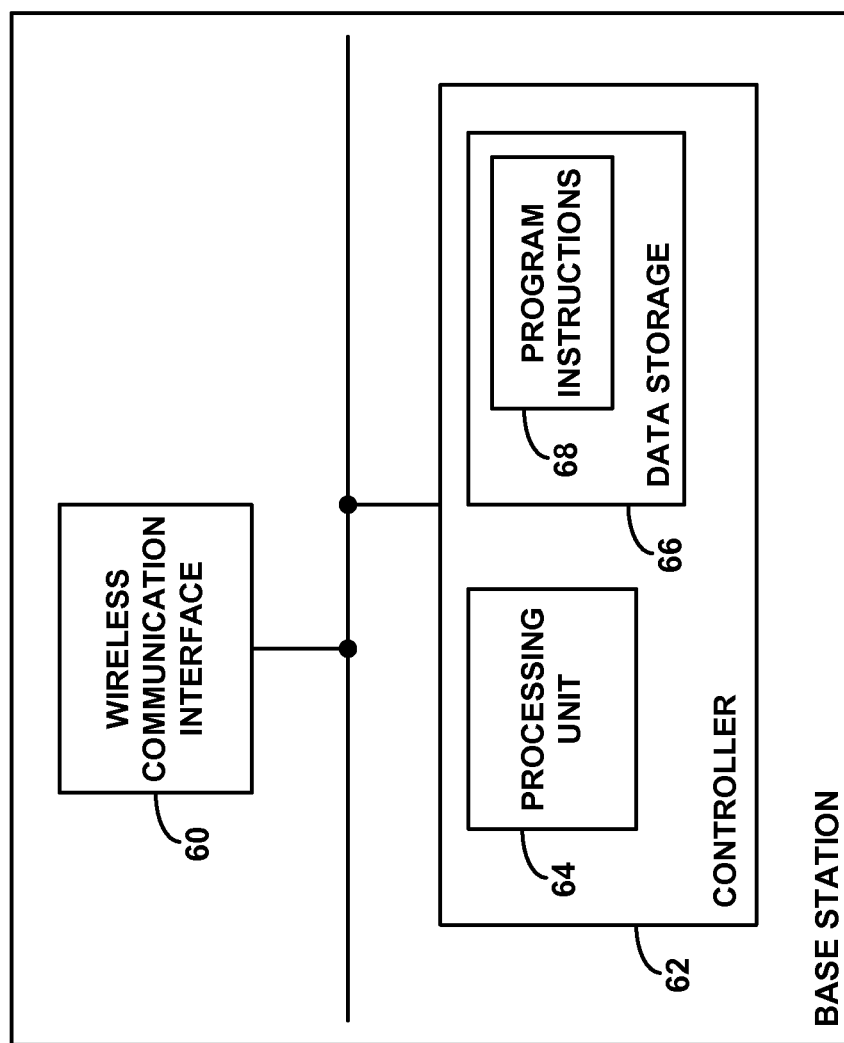 WIRELESS
COMMUNICATION
INTERFACE
60
PROCESSING
UNIT
64
PROGRAM
INSTRUCTIONS
68
DATA STORAGE
66
CONTROLLER
62
BASE STATION